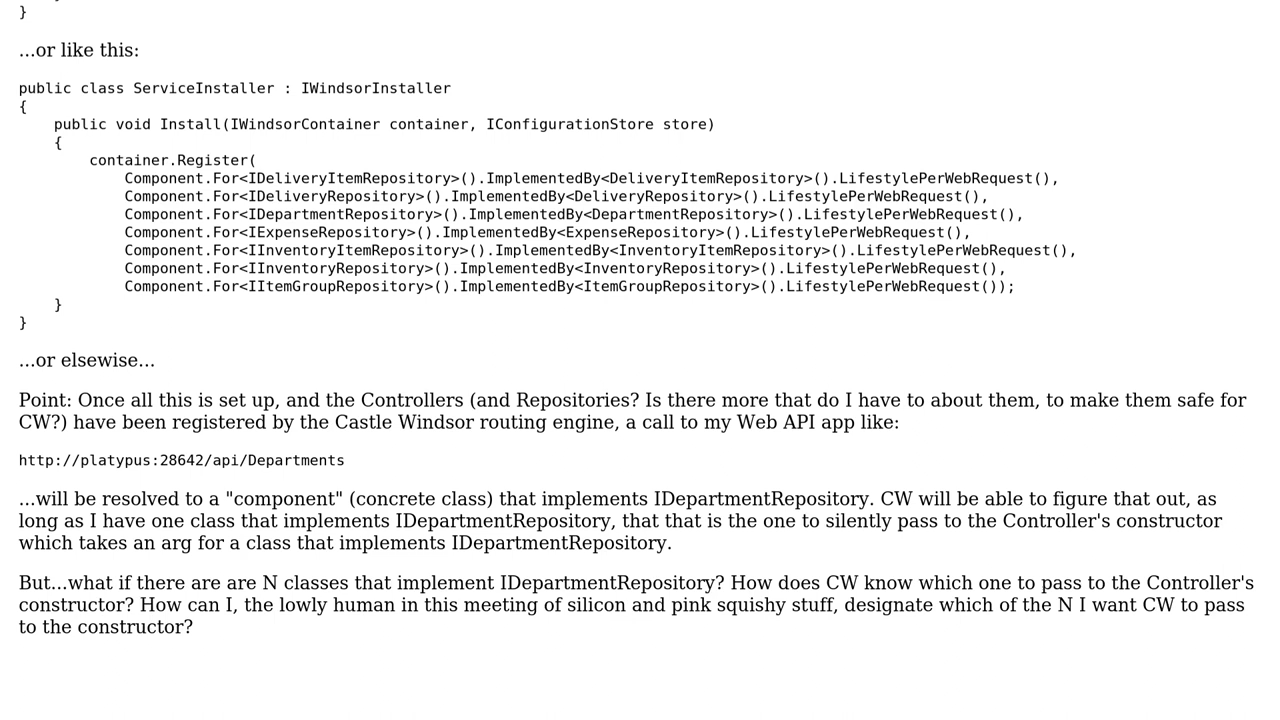 }
...or like this:
public class ServiceInstaller : IWindsorInstaller
{
    public void Install(IWindsorContainer container, IConfigurationStore store)
    {
        container.Register(
            Component.For<IDeliveryItemRepository>().ImplementedBy<DeliveryItemRepository>().LifestylePerWebRequest(),
            Component.For<IDeliveryRepository>().ImplementedBy<DeliveryRepository>().LifestylePerWebRequest(),
            Component.For<IDepartmentRepository>().ImplementedBy<DepartmentRepository>().LifestylePerWebRequest(),
            Component.For<IExpenseRepository>().ImplementedBy<ExpenseRepository>().LifestylePerWebRequest(),
            Component.For<IInventoryItemRepository>().ImplementedBy<InventoryItemRepository>().LifestylePerWebRequest(),
            Component.For<IInventoryRepository>().ImplementedBy<InventoryRepository>().LifestylePerWebRequest(),
            Component.For<IItemGroupRepository>().ImplementedBy<ItemGroupRepository>().LifestylePerWebRequest());
    }
}
...or elsewise...
Point: Once all this is set up, and the Controllers (and Repositories? Is there more that do I have to about them, to make them safe for
CW?) have been registered by the Castle Windsor routing engine, a call to my Web API app like:
http://platypus:28642/api/Departments
...will be resolved to a "component" (concrete class) that implements IDepartmentRepository. CW will be able to figure that out, as
long as I have one class that implements IDepartmentRepository, that that is the one to silently pass to the Controller's constructor
which takes an arg for a class that implements IDepartmentRepository.
But...what if there are are N classes that implement IDepartmentRepository? How does CW know which one to pass to the Controller's
constructor? How can I, the lowly human in this meeting of silicon and pink squishy stuff, designate which of the N I want CW to pass
to the constructor?